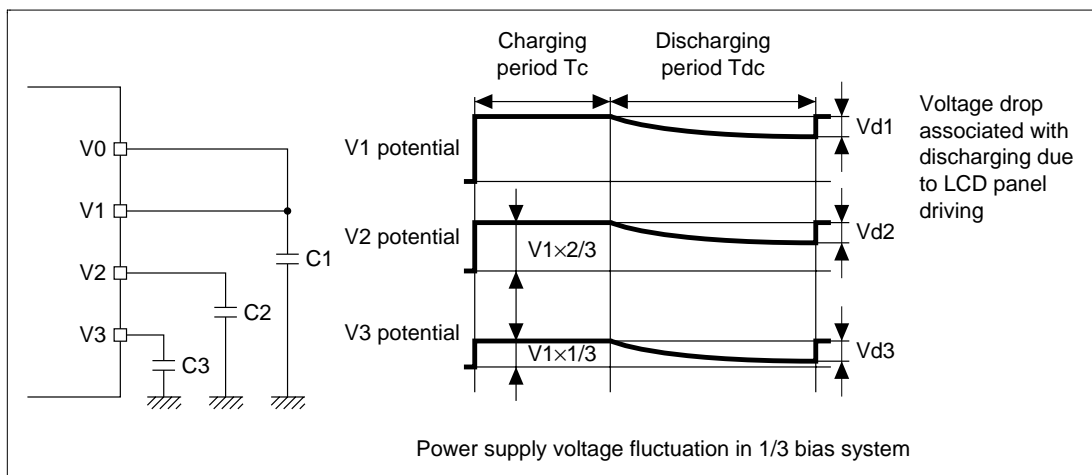 Charging
period Tc
Discharging
period Tdc
V0
V1
V2
V3
C1
C2
C3
V1 potential
Vd1
Voltage drop
associated with
discharging due
to LCD panel
driving
V2 potential
V1×2/3
Vd2
V3 potential
V1×1/3
Vd3
Power supply voltage fluctuation in 1/3 bias system